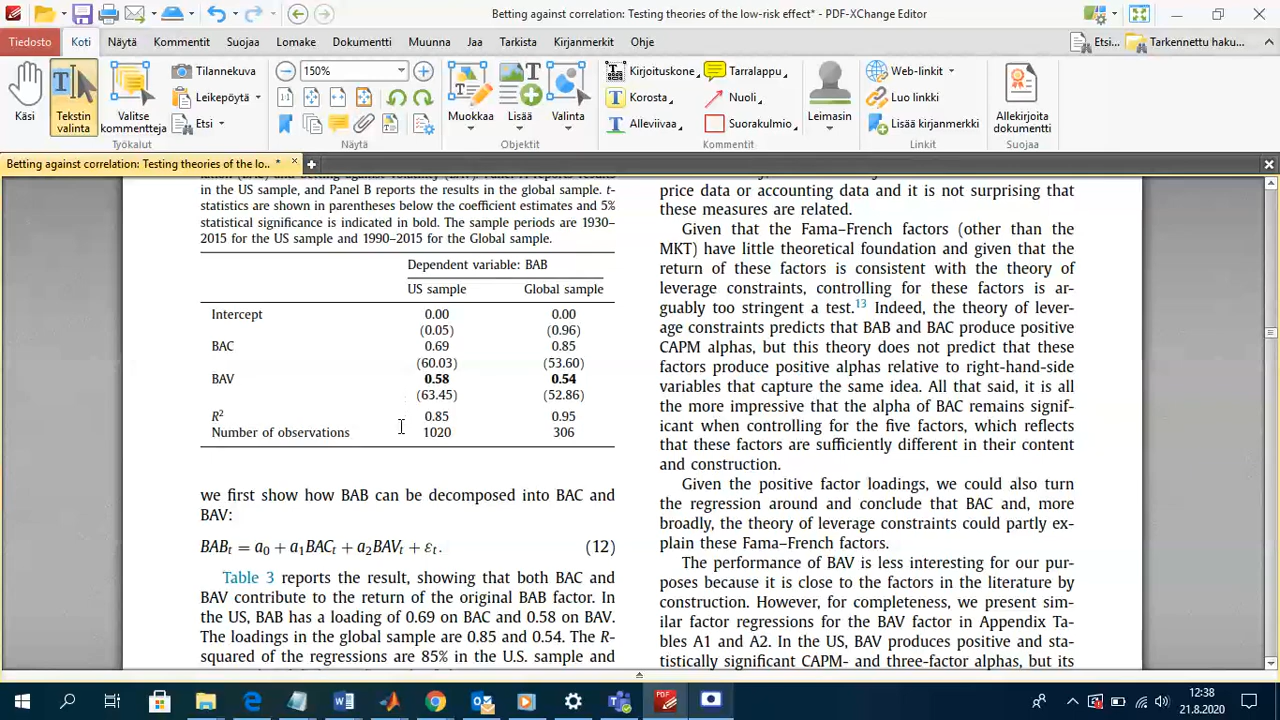 Betting against correlation: Testing theories of the low-risk effect* - PDF-XChange Editor
Tiedosto Koti Näytä Kommentit Suojaa Lomake Dokumentti Muunna Jaa Tarkista Kirjanmerkit Ohje Etsi... Tarkennettu haku...
Käsi
Tekstin valinta
Valitse kommentteja
Työkalut
Tilannekuva
Leikepöytä
Etsi
150%
Näytä
Muokkaa
Lisää
Valinta
Objektit
Kirjoituskone
Korosta
Alleviivaa
Tarralappu
Nuoli
Suorakulmio
Leimasin
Kommentit
Web-linkit
Luo linkki
Lisää kirjanmerkki
Linkit
Allekirjoita dokumentti
Suojaa
Betting against correlation: Testing theories of the lo.. *
in the US sample, and Panel B reports the results in the global sample. t-
statistics are shown in parentheses below the coefficient estimates and 5%
statistical significance is indicated in bold. The sample periods are 1930–
2015 for the US sample and 1990–2015 for the Global sample.
Dependent variable: BAB
US sample Global sample
Intercept 0.00 0.00
(0.05) (0.96)
BAC 0.69 0.85
(60.03) (53.60)
BAV 0.58 0.54
(63.45) (52.86)
R² 0.85 0.95
Number of observations 1020 306
we first show how BAB can be decomposed into BAC and
BAV:
BABₜ = a₀ + a₁BACₜ + a₂BAVₜ + εₜ. (12)
Table 3 reports the result, showing that both BAC and
BAV contribute to the return of the original BAB factor. In
the US, BAB has a loading of 0.69 on BAC and 0.58 on BAV.
The loadings in the global sample are 0.85 and 0.54. The R-
squared of the regressions are 85% in the U.S. sample and
price data or accounting data and it is not surprising that
these measures are related.
Given that the Fama–French factors (other than the
MKT) have little theoretical foundation and given that the
return of these factors is consistent with the theory of
leverage constraints, controlling for these factors is ar-
guably too stringent a test.¹³ Indeed, the theory of lever-
age constraints predicts that BAB and BAC produce positive
CAPM alphas, but this theory does not predict that these
factors produce positive alphas relative to right-hand-side
variables that capture the same idea. All that said, it is all
the more impressive that the alpha of BAC remains signif-
icant when controlling for the five factors, which reflects
that these factors are sufficiently different in their content
and construction.
Given the positive factor loadings, we could also turn
the regression around and conclude that BAC and, more
broadly, the theory of leverage constraints could partly ex-
plain these Fama–French factors.
The performance of BAV is less interesting for our pur-
poses because it is close to the factors in the literature by
construction. However, for completeness, we present sim-
ilar factor regressions for the BAV factor in Appendix Ta-
bles A1 and A2. In the US, BAV produces positive and sta-
tistically significant CAPM- and three-factor alphas, but its
12:38
21.8.2020